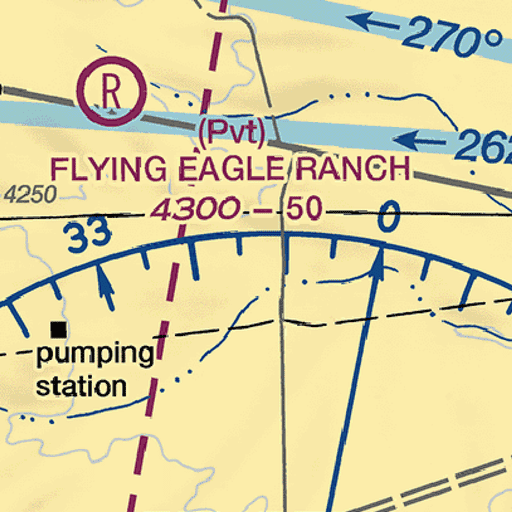 270°
R
(Pvt)
262
FLYING EAGLE RANCH
4250
4300 – 50
33
0
pumping
station